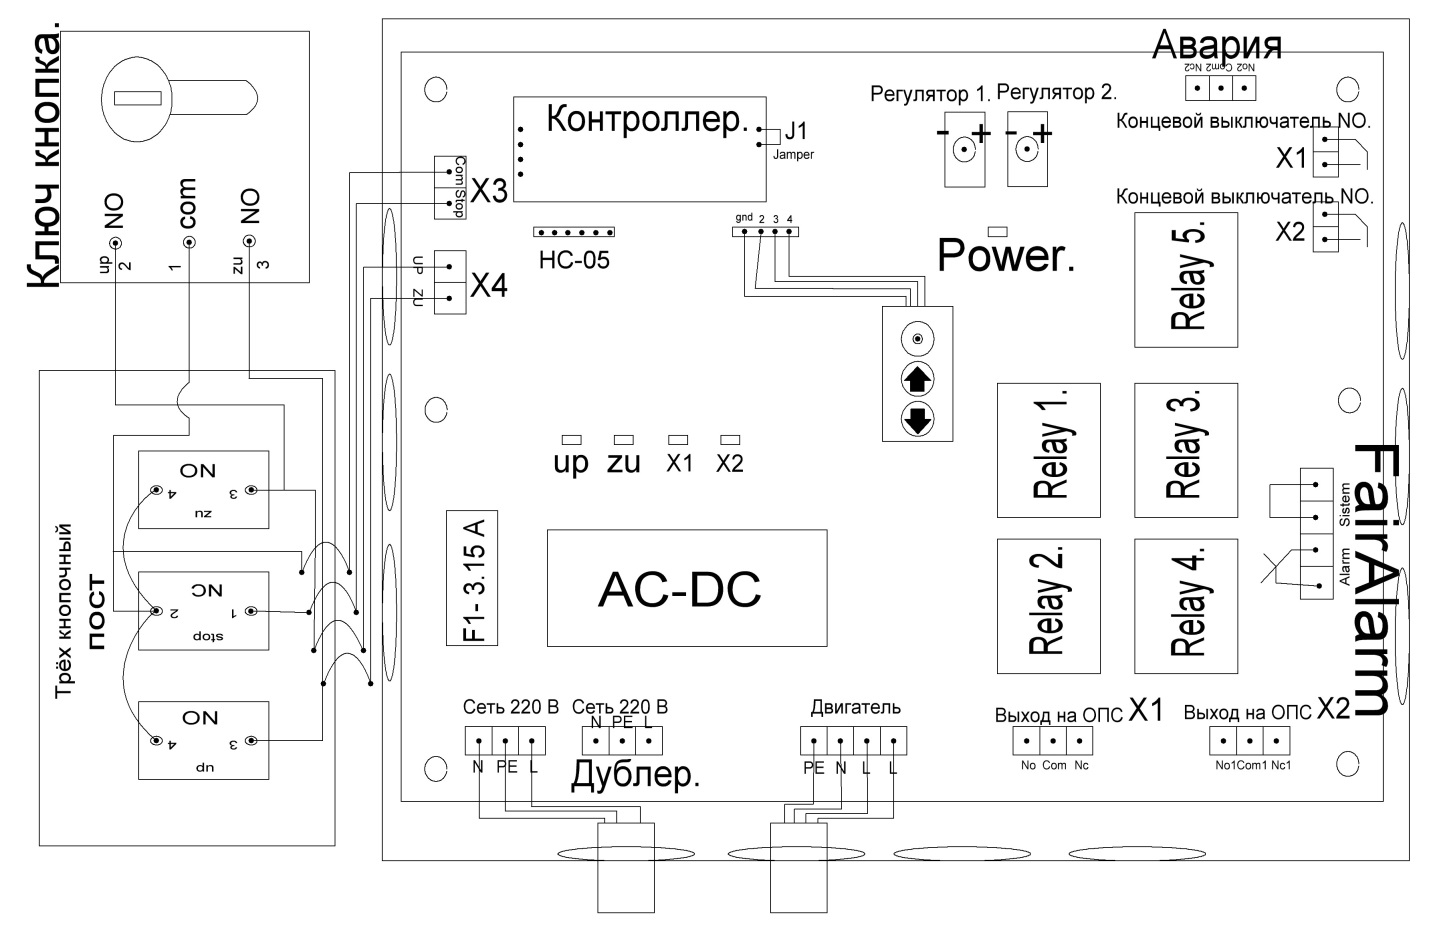 Ключ кнопка.
NO
com
NO
up
2
1
zu
3
Трёх кнопочный
ПОСТ
NO
4
3
zu
NC
2
1
stop
NO
4
3
up
Контроллер.
J1
Jamper
Com
Stop
X3
UP
ZU
X4
HC-05
gnd 2 3 4
Регулятор 1. Регулятор 2.
- +
- +
Power.
Авария
Nc2 Com2 No2
Концевой выключатель NO.
X1
Концевой выключатель NO.
X2
Relay 5.
Relay 1.
Relay 3.
Relay 2.
Relay 4.
up zu X1 X2
F1- 3.15 A
AC-DC
FairAlarm
Sistem
Alarm
Сеть 220 В
N PE L
Сеть 220 В
N PE L
Дублер.
Двигатель
PE N L L
Выход на ОПС X1
No Com Nc
Выход на ОПС X2
No1 Com1 Nc1